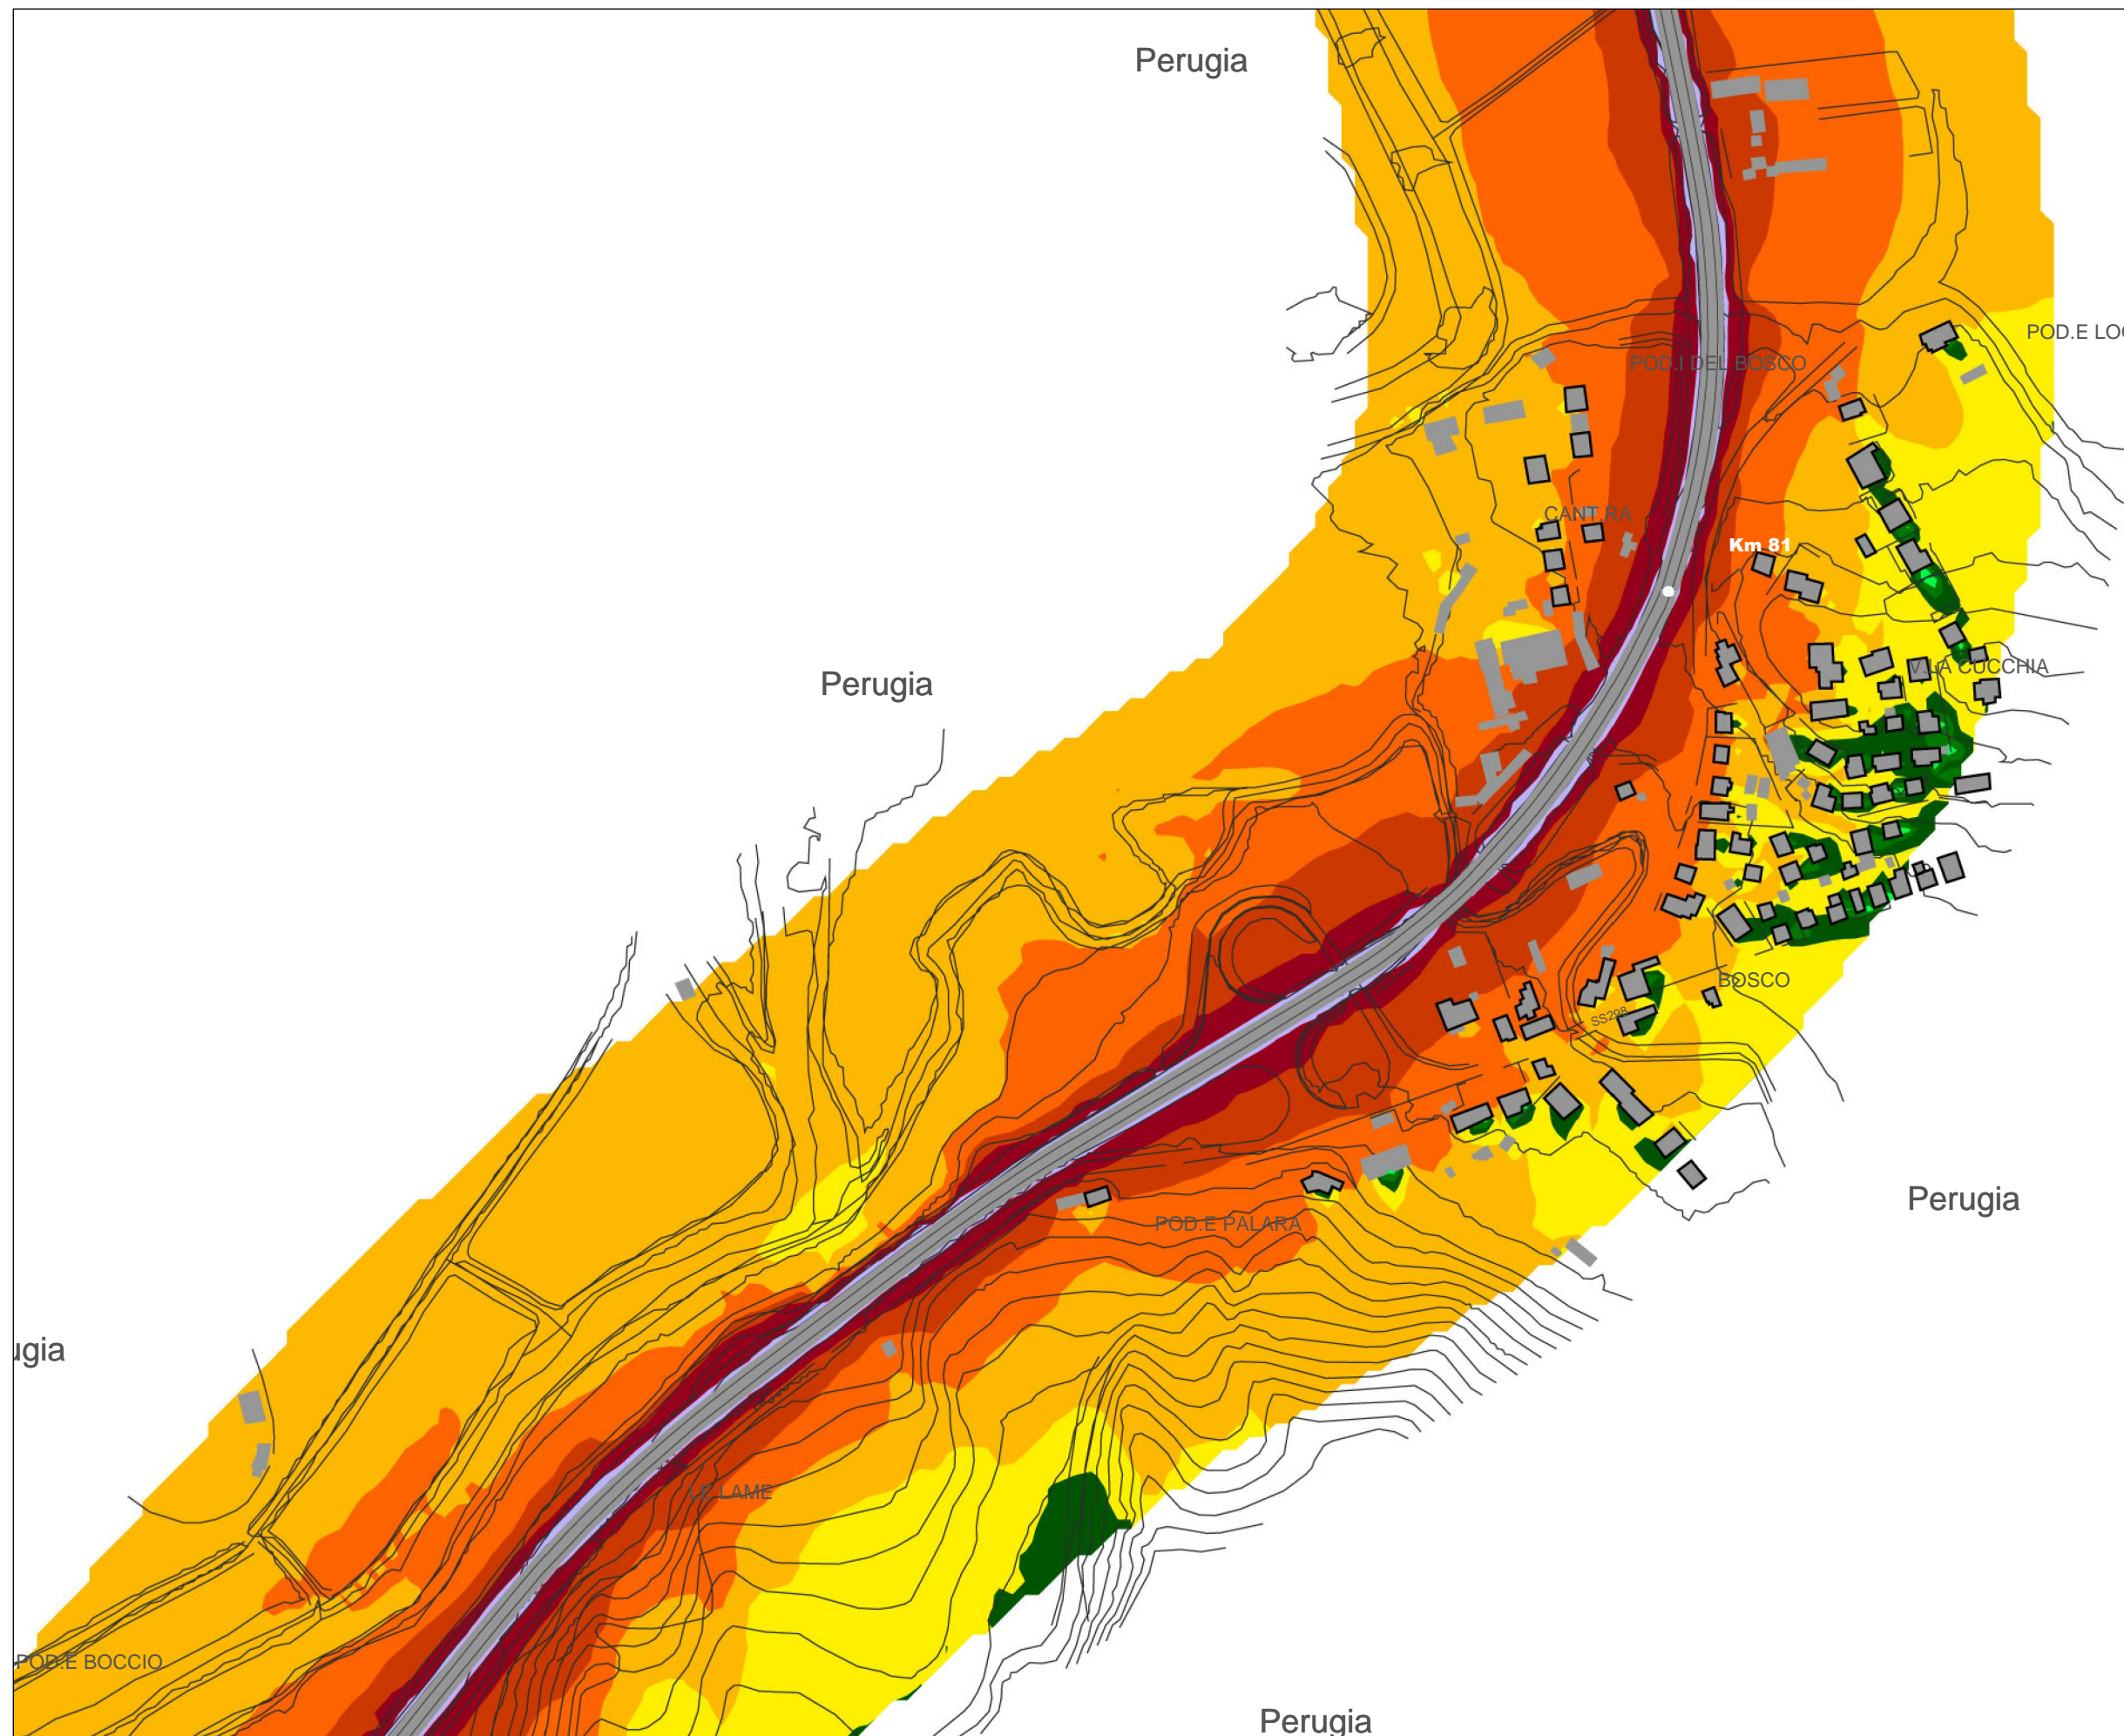 Perugia
POD.E LO
POD.I DEL BOSCO
CANT.RA
Km 81
V.LA CUCCHIA
Perugia
BOSCO
SS298
Perugia
POD.E PALARA
ugia
LE LAME
POD.E BOCCIO
Perugia